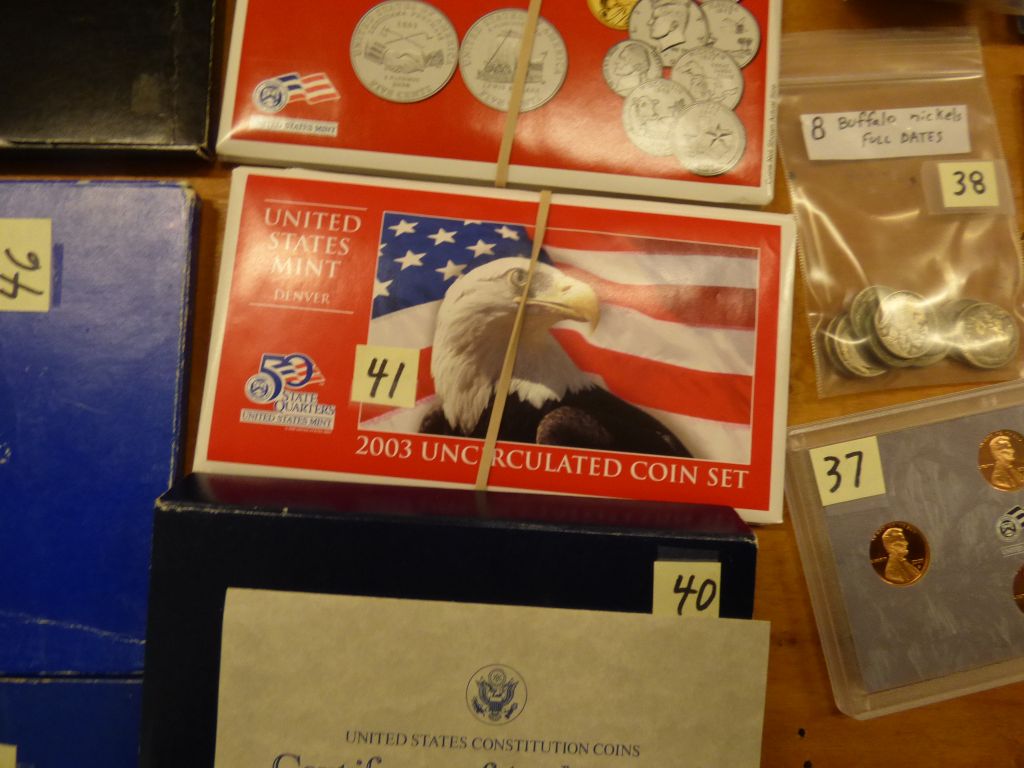 UNITED STATES MINT
8 Buffalo nickels
FULL DATES
38
46
UNITED
STATES
MINT
DENVER
41
50
STATE
QUARTERS
UNITED STATES MINT
2003 UNCIRCULATED COIN SET
37
40
UNITED STATES CONSTITUTION COINS